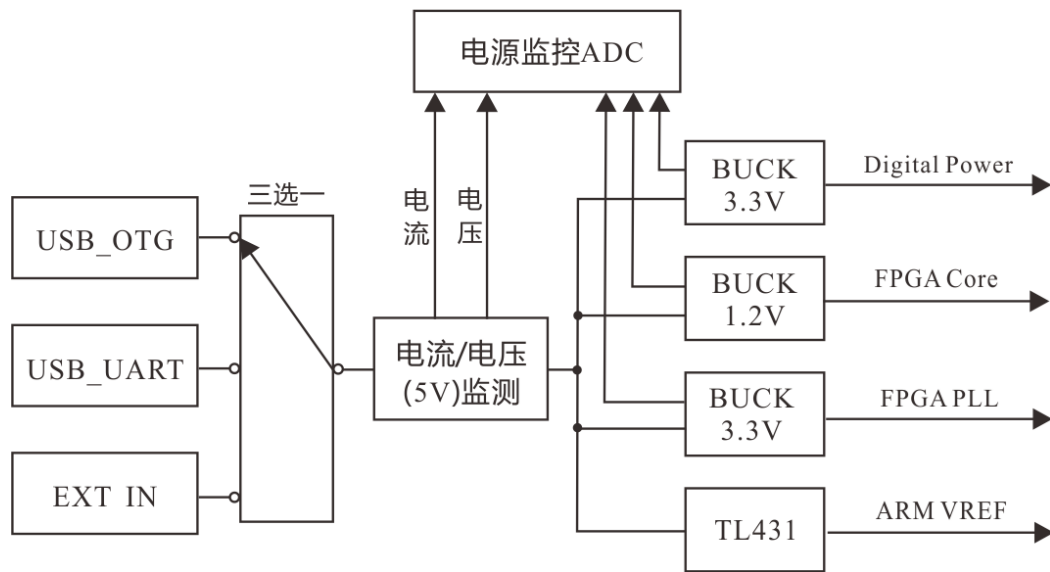 电源监控ADC
三选一
USB_OTG
USB_UART
EXT IN
电流
电压
电流/电压
(5V)监测
BUCK
3.3V
Digital Power
BUCK
1.2V
FPGA Core
BUCK
3.3V
FPGA PLL
TL431
ARM VREF